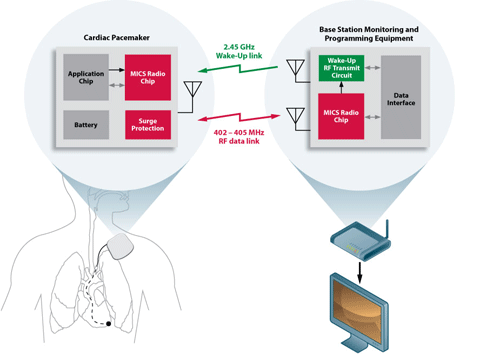 Cardiac Pacemaker
Application
Chip
MICS Radio
Chip
Battery
Surge
Protection
2.45 GHz
Wake-Up link
402 – 405 MHz
RF data link
Base Station Monitoring and
Programming Equipment
Wake-Up
RF Transmit
Circuit
MICS Radio
Chip
Data
Interface